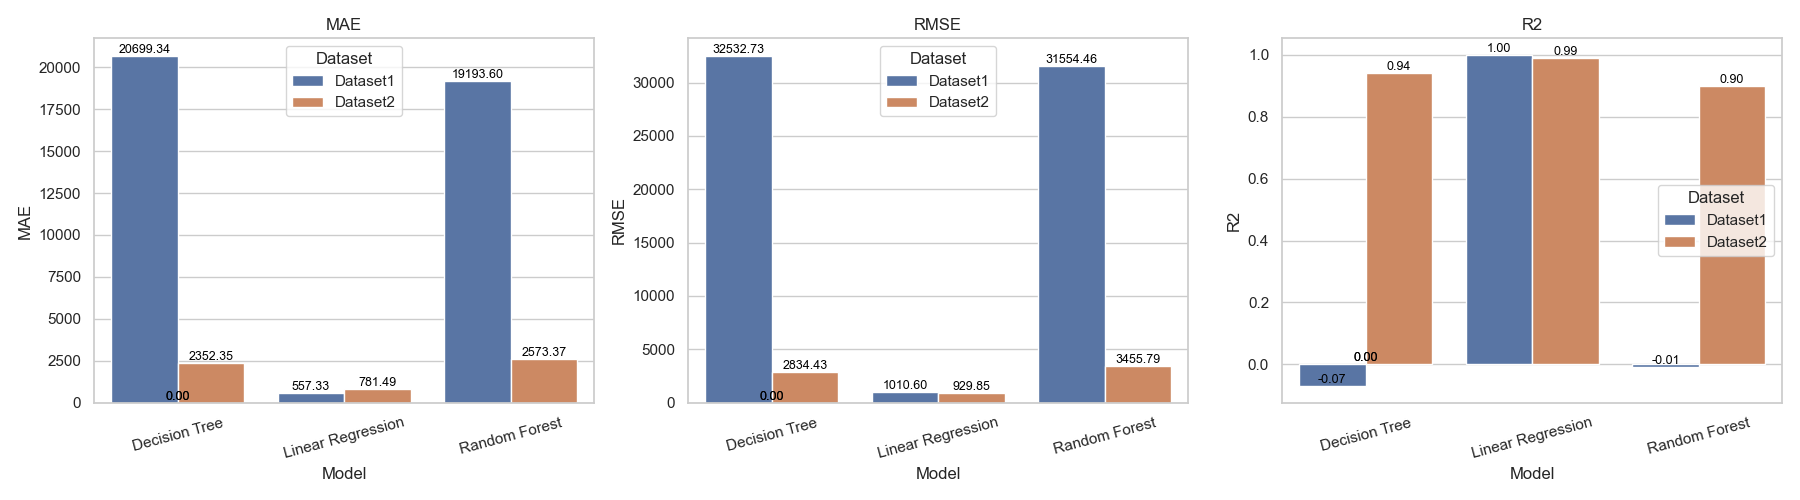 MAE
20699.34
2352.35
0.00
557.33
781.49
19193.60
2573.37
Dataset
Dataset1
Dataset2
20000
17500
15000
12500
10000
7500
5000
2500
0
MAE
Decision Tree
Linear Regression
Random Forest
Model
RMSE
32532.73
2834.43
0.00
1010.60
929.85
31554.46
3455.79
Dataset
Dataset1
Dataset2
30000
25000
20000
15000
10000
5000
0
RMSE
Decision Tree
Linear Regression
Random Forest
Model
R2
-0.07
0.94
0.00
1.00
0.99
-0.01
0.90
Dataset
Dataset1
Dataset2
1.0
0.8
0.6
0.4
0.2
0.0
R2
Decision Tree
Linear Regression
Random Forest
Model